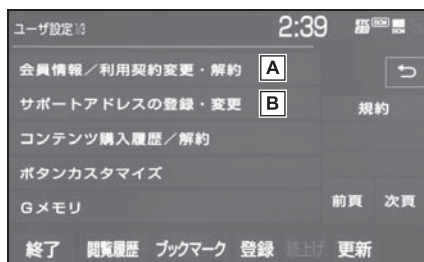 ユーザ設定 1/3 2:39 ETC DCM
会員情報／利用契約変更・解約 A
サポートアドレスの登録・変更 B
規約
コンテンツ購入履歴／解約
ボタンカスタマイズ
Gメモリ
前頁 次頁
終了 閲覧履歴 ブックマーク 登録 読上げ 更新